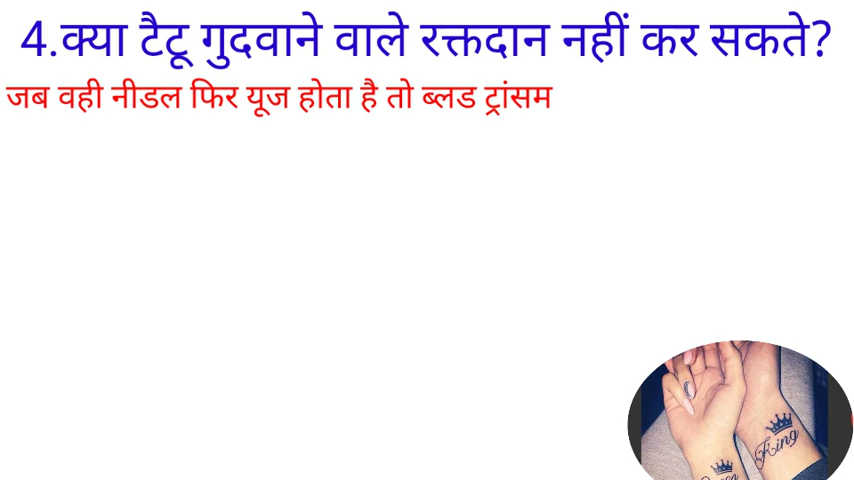 4.क्या टैटू गुदवाने वाले रक्तदान नहीं कर सकते?
जब वही नीडल फिर यूज होता है तो ब्लड ट्रांसम
King